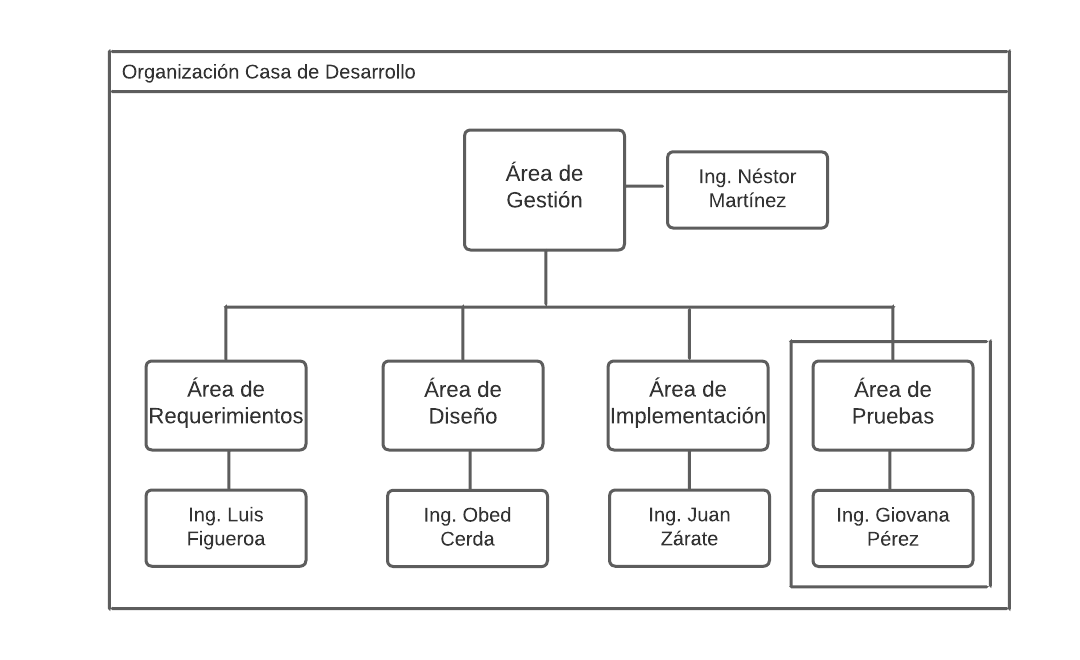 Organización Casa de Desarrollo
Área de
Gestión
Ing. Néstor
Martínez
Área de
Requerimientos
Área de
Diseño
Área de
Implementación
Área de
Pruebas
Ing. Luis
Figueroa
Ing. Obed
Cerda
Ing. Juan
Zárate
Ing. Giovana
Pérez